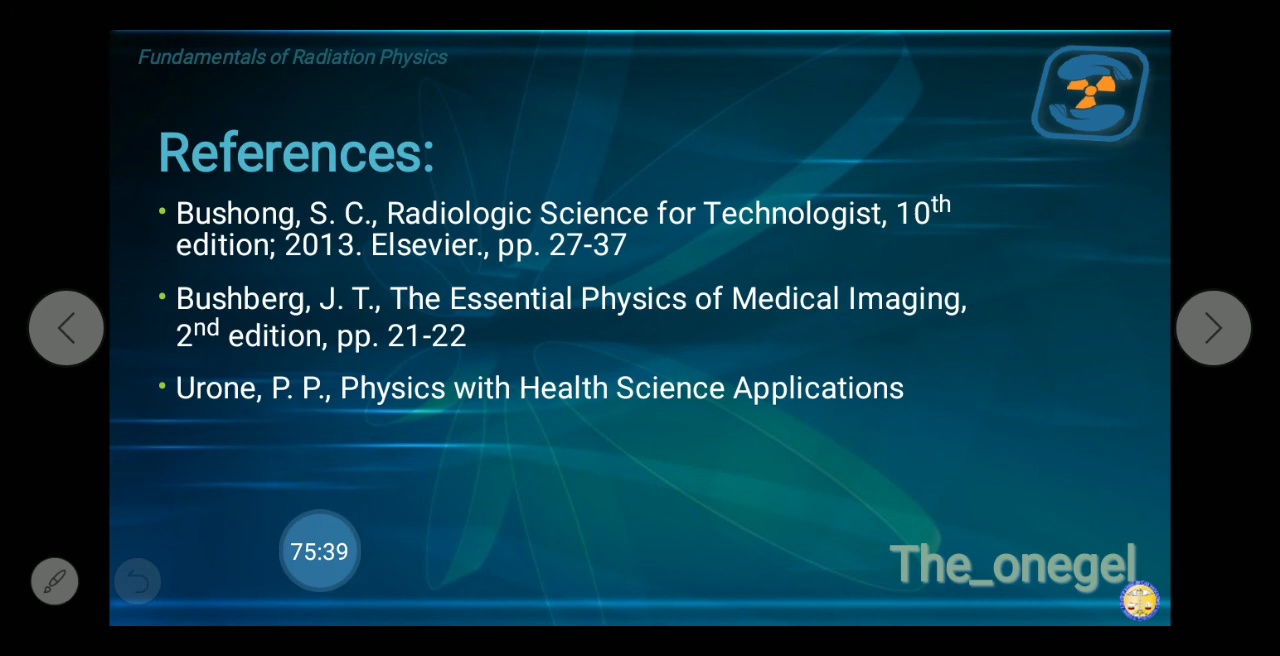 Fundamentals of Radiation Physics
References:
• Bushong, S. C., Radiologic Science for Technologist, 10th
edition; 2013. Elsevier., pp. 27-37
• Bushberg, J. T., The Essential Physics of Medical Imaging,
2nd edition, pp. 21-22
• Urone, P. P., Physics with Health Science Applications
75:39
The_onegel